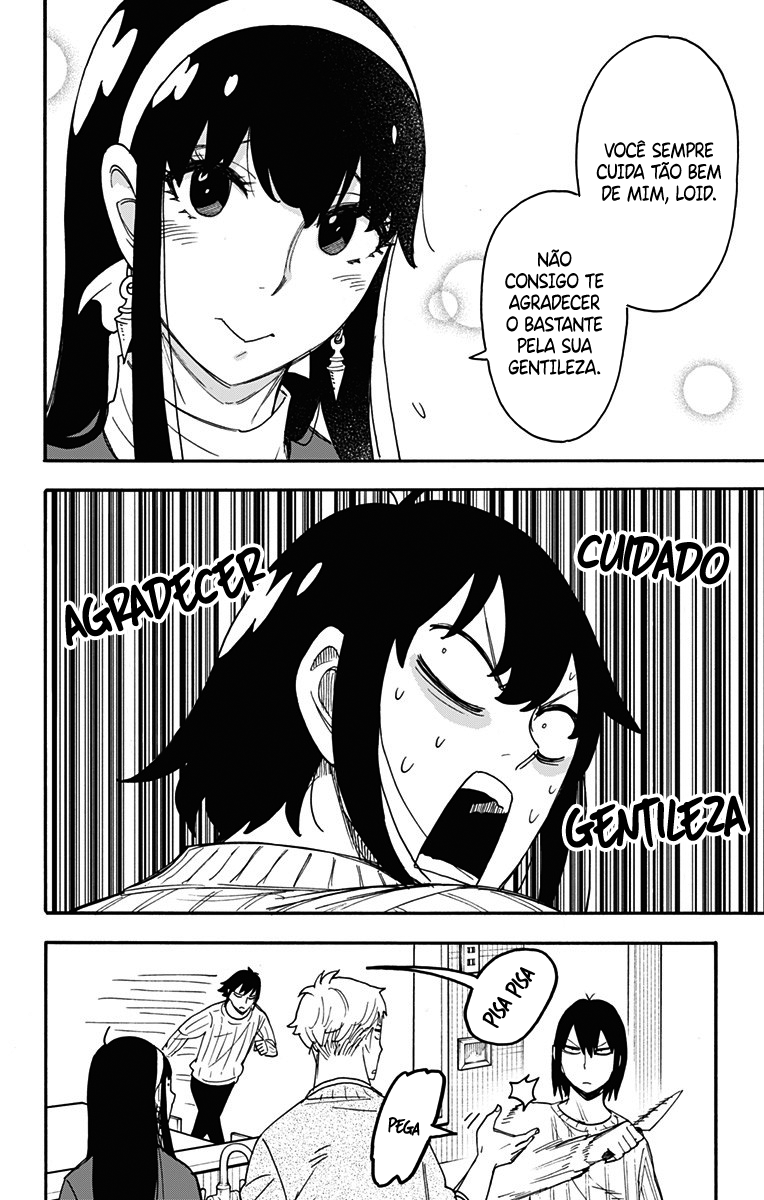 VOCÊ SEMPRE
CUIDA TÃO BEM
DE MIM, LOID.
NÃO
CONSIGO TE
AGRADECER
O BASTANTE
PELA SUA
GENTILEZA.
CUIDADO
AGRADECER
GENTILEZA
PISA PISA
PEGA